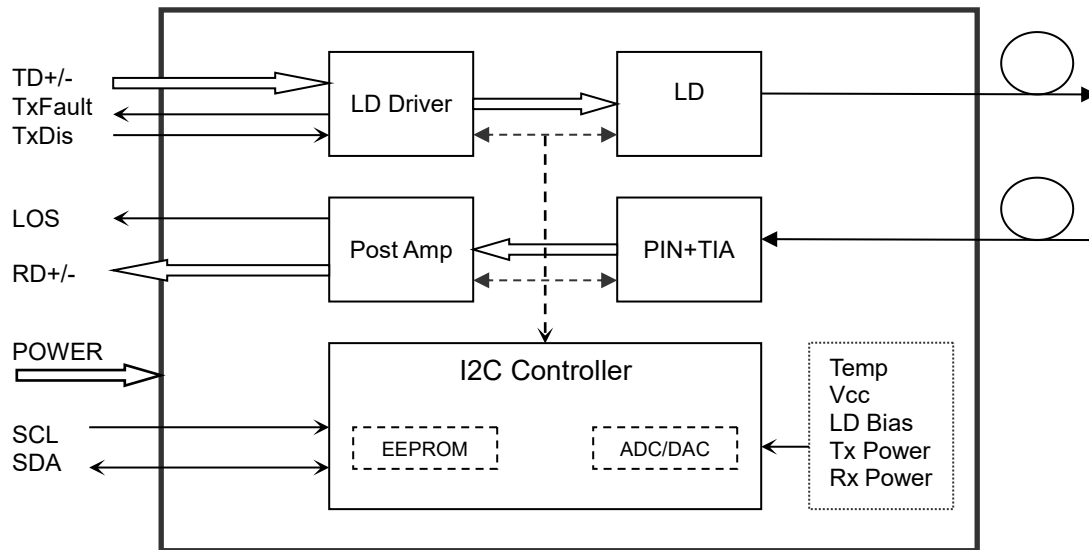 TD+/-
TxFault
TxDis
LD Driver
LD
LOS
RD+/-
Post Amp
PIN+TIA
POWER
I2C Controller
SCL
SDA
EEPROM
ADC/DAC
Temp
Vcc
LD Bias
Tx Power
Rx Power